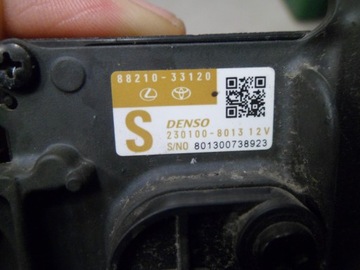 88210-33120
S
DENSO
230100-8013 12V
S/NO 801300738923